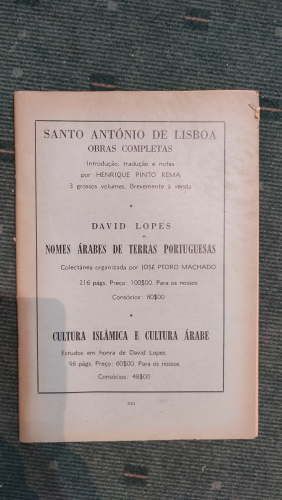 SANTO ANTÓNIO DE LISBOA
OBRAS COMPLETAS
Introdução, tradução e notas
por HENRIQUE PINTO REMA
3 grossos volumes. Brevemente à venda
DAVID LOPES
NOMES ÁRABES DE TERRAS PORTUGUESAS
Colectânea organizada por JOSÉ PEDRO MACHADO
216 págs. Preço: 100$00. Para os nossos
Consócios: 80$00
CULTURA ISLÂMICA E CULTURA ÁRABE
Estudos em honra de David Lopes
98 págs. Preço: 60$00. Para os nossos
Consócios: 48$00